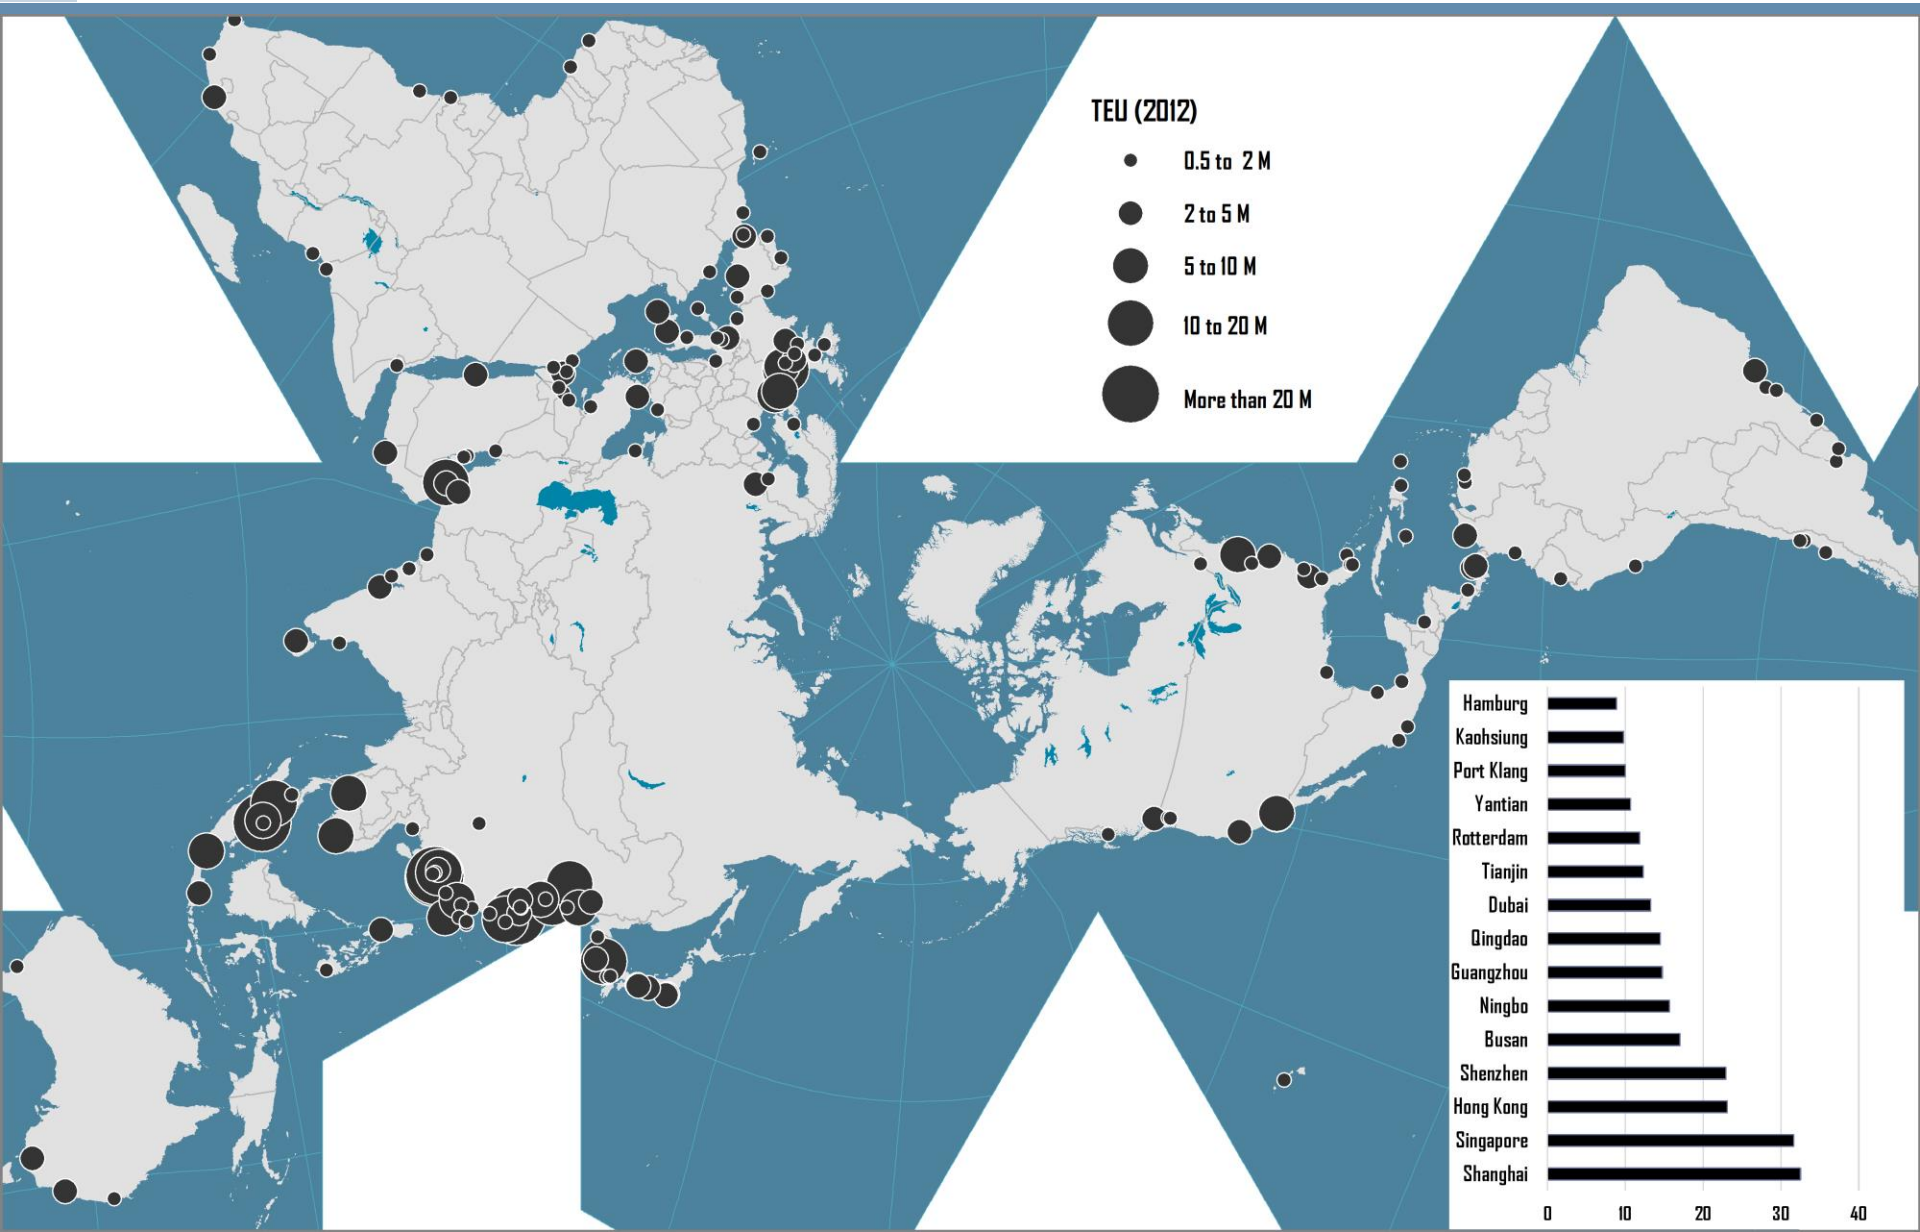 TEU (2012)
0.5 to 2 M
2 to 5 M
5 to 10 M
10 to 20 M
More than 20 M
Hamburg
Kaohsiung
Port Klang
Yantian
Rotterdam
Tianjin
Dubai
Qingdao
Guangzhou
Ningbo
Busan
Shenzhen
Hong Kong
Singapore
Shanghai
0 10 20 30 40